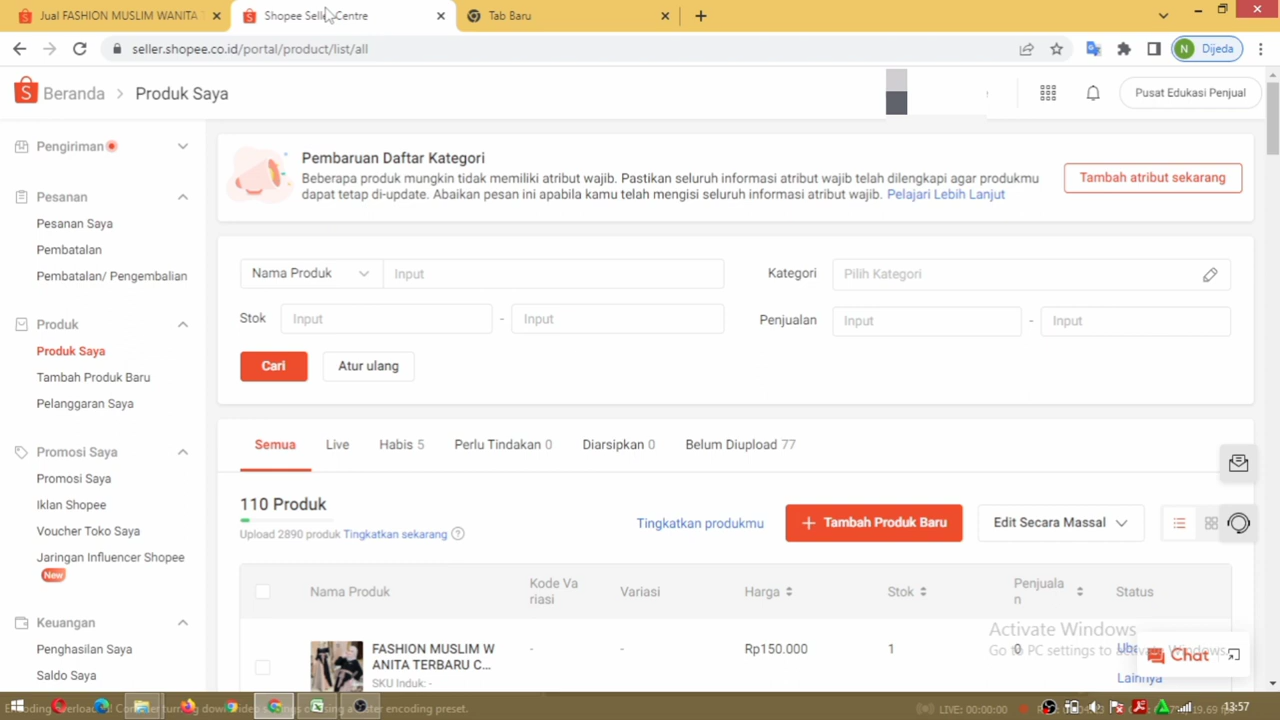 Jual FASHION MUSLIM WANITA T
Shopee Seller Centre
Tab Baru
seller.shopee.co.id/portal/product/list/all
N Dijeda
Beranda > Produk Saya
Pusat Edukasi Penjual
Pengiriman
Pesanan
Pesanan Saya
Pembatalan
Pembatalan/ Pengembalian
Produk
Produk Saya
Tambah Produk Baru
Pelanggaran Saya
Promosi Saya
Promosi Saya
Iklan Shopee
Voucher Toko Saya
Jaringan Influencer Shopee
New
Keuangan
Penghasilan Saya
Saldo Saya
Pembaruan Daftar Kategori
Beberapa produk mungkin tidak memiliki atribut wajib. Pastikan seluruh informasi atribut wajib telah dilengkapi agar produkmu
dapat tetap di-update. Abaikan pesan ini apabila kamu telah mengisi seluruh informasi atribut wajib. Pelajari Lebih Lanjut
Tambah atribut sekarang
Nama Produk Input
Kategori Pilih Kategori
Stok Input - Input
Penjualan Input - Input
Cari Atur ulang
Semua Live Habis 5 Perlu Tindakan 0 Diarsipkan 0 Belum Diupload 77
110 Produk
Upload 2890 produk Tingkatkan sekarang ?
Tingkatkan produkmu
+ Tambah Produk Baru
Edit Secara Massal
Nama Produk
Kode Va
riasi
Variasi
Harga
Stok
Penjuala
n
Status
FASHION MUSLIM W
ANITA TERBARU C...
SKU Induk: -
-
-
Rp150.000
1
0
Lainnya
Activate Windows
Go to PC settings to activate Windows.
Chat
LIVE: 00:00:00
13:57